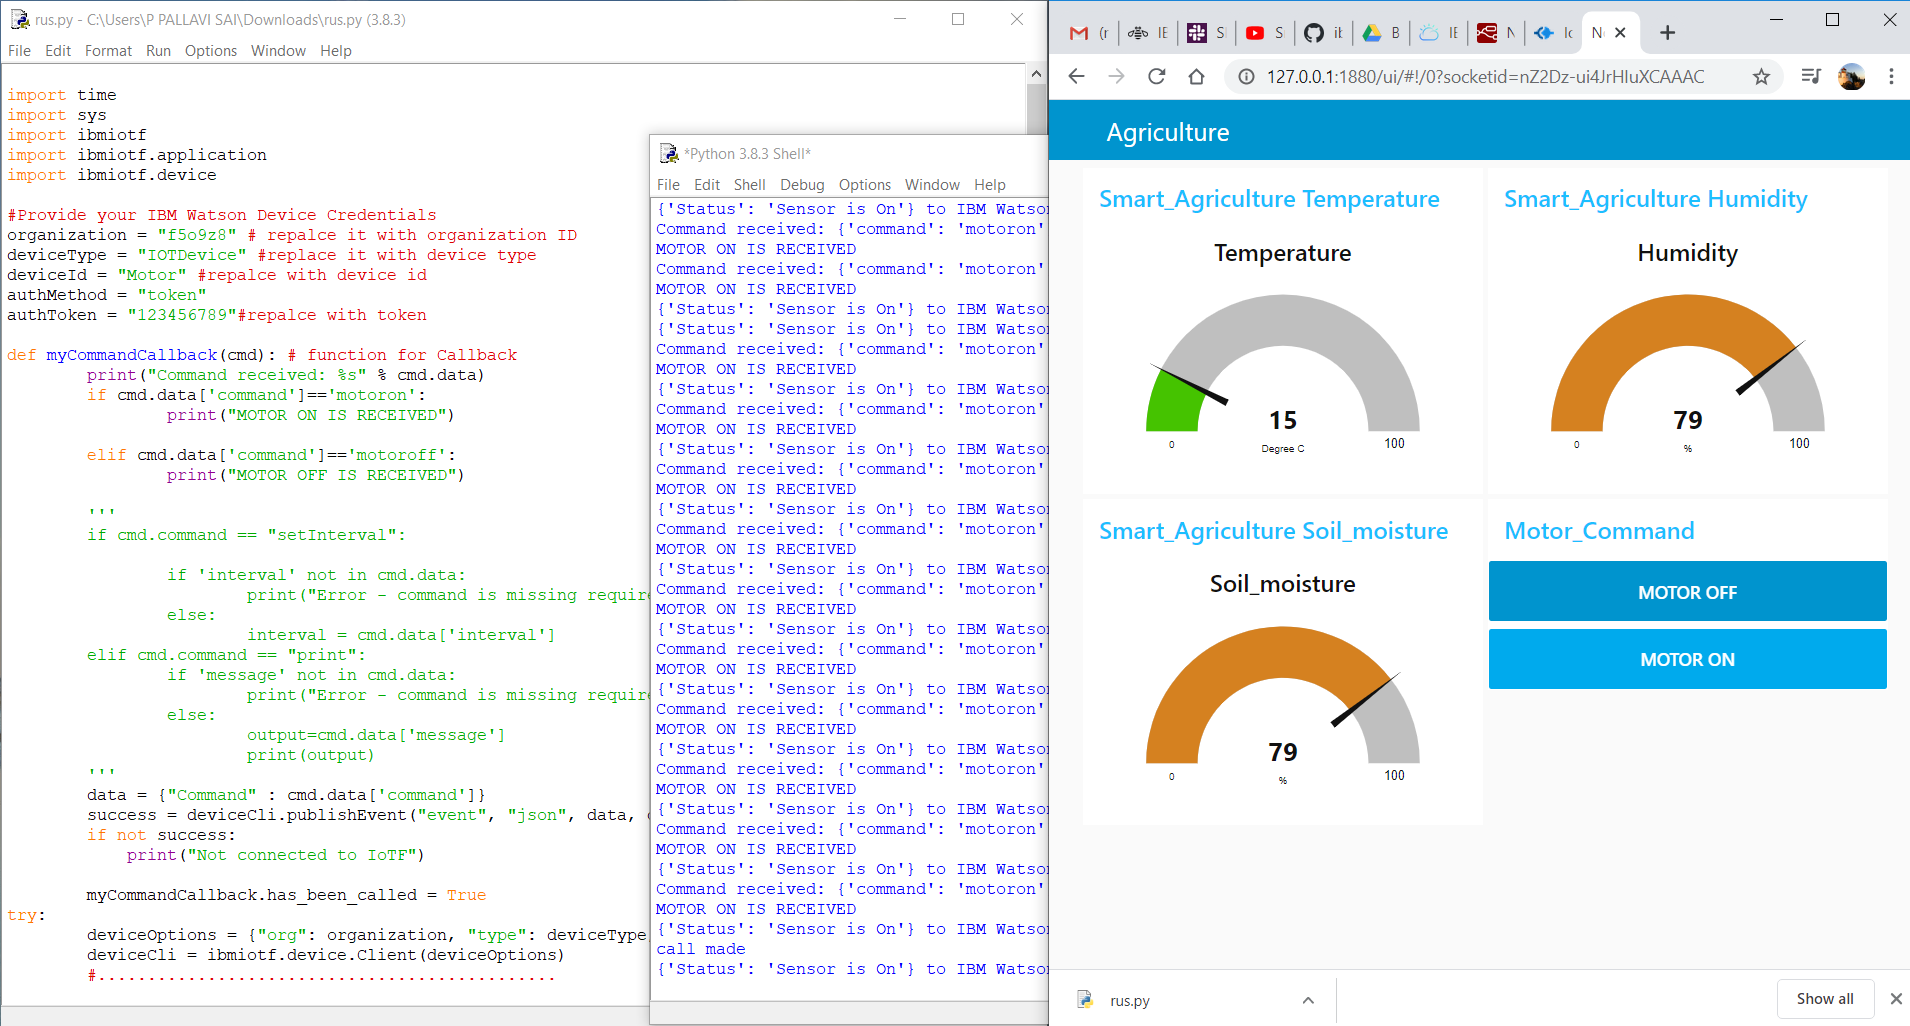 rus.py - C:\Users\P PALLAVI SAI\Downloads\rus.py (3.8.3)
File Edit Format Run Options Window Help
import time
import sys
import ibmiotf
import ibmiotf.application
import ibmiotf.device
#Provide your IBM Watson Device Credentials
organization = "f5o9z8" # repalce it with organization ID
deviceType = "IOTDevice" #replace it with device type
deviceId = "Motor" #repalce with device id
authMethod = "token"
authToken = "123456789"#repalce with token
def myCommandCallback(cmd): # function for Callback
print("Command received: %s" % cmd.data)
if cmd.data['command']=='motoron':
print("MOTOR ON IS RECEIVED")
elif cmd.data['command']=='motoroff':
print("MOTOR OFF IS RECEIVED")
'''
if cmd.command == "setInterval":
if 'interval' not in cmd.data:
print("Error - command is missing require
else:
interval = cmd.data['interval']
elif cmd.command == "print":
if 'message' not in cmd.data:
print("Error - command is missing require
else:
output=cmd.data['message']
print(output)
'''
data = {"Command" : cmd.data['command']}
success = deviceCli.publishEvent("event", "json", data,
if not success:
print("Not connected to IoTF")
myCommandCallback.has_been_called = True
try:
deviceOptions = {"org": organization, "type": deviceType,
deviceCli = ibmiotf.device.Client(deviceOptions)
#..............................................
*Python 3.8.3 Shell*
File Edit Shell Debug Options Window Help
{'Status': 'Sensor is On'} to IBM Watson
Command received: {'command': 'motoron'
MOTOR ON IS RECEIVED
Command received: {'command': 'motoron'
MOTOR ON IS RECEIVED
{'Status': 'Sensor is On'} to IBM Watson
{'Status': 'Sensor is On'} to IBM Watson
Command received: {'command': 'motoron'
MOTOR ON IS RECEIVED
{'Status': 'Sensor is On'} to IBM Watson
Command received: {'command': 'motoron'
MOTOR ON IS RECEIVED
{'Status': 'Sensor is On'} to IBM Watson
Command received: {'command': 'motoron'
MOTOR ON IS RECEIVED
{'Status': 'Sensor is On'} to IBM Watson
Command received: {'command': 'motoron'
MOTOR ON IS RECEIVED
{'Status': 'Sensor is On'} to IBM Watson
Command received: {'command': 'motoron'
MOTOR ON IS RECEIVED
{'Status': 'Sensor is On'} to IBM Watson
Command received: {'command': 'motoron'
MOTOR ON IS RECEIVED
{'Status': 'Sensor is On'} to IBM Watson
Command received: {'command': 'motoron'
MOTOR ON IS RECEIVED
{'Status': 'Sensor is On'} to IBM Watson
Command received: {'command': 'motoron'
MOTOR ON IS RECEIVED
{'Status': 'Sensor is On'} to IBM Watson
Command received: {'command': 'motoron'
MOTOR ON IS RECEIVED
{'Status': 'Sensor is On'} to IBM Watson
Command received: {'command': 'motoron'
MOTOR ON IS RECEIVED
{'Status': 'Sensor is On'} to IBM Watson
call made
{'Status': 'Sensor is On'} to IBM Watson
127.0.0.1:1880/ui/#!/0?socketid=nZ2Dz-ui4JrHIuXCAAAC
Agriculture
Smart_Agriculture Temperature
Temperature
15
Degree C
0
100
Smart_Agriculture Humidity
Humidity
79
%
0
100
Smart_Agriculture Soil_moisture
Soil_moisture
79
%
0
100
Motor_Command
MOTOR OFF
MOTOR ON
rus.py
Show all